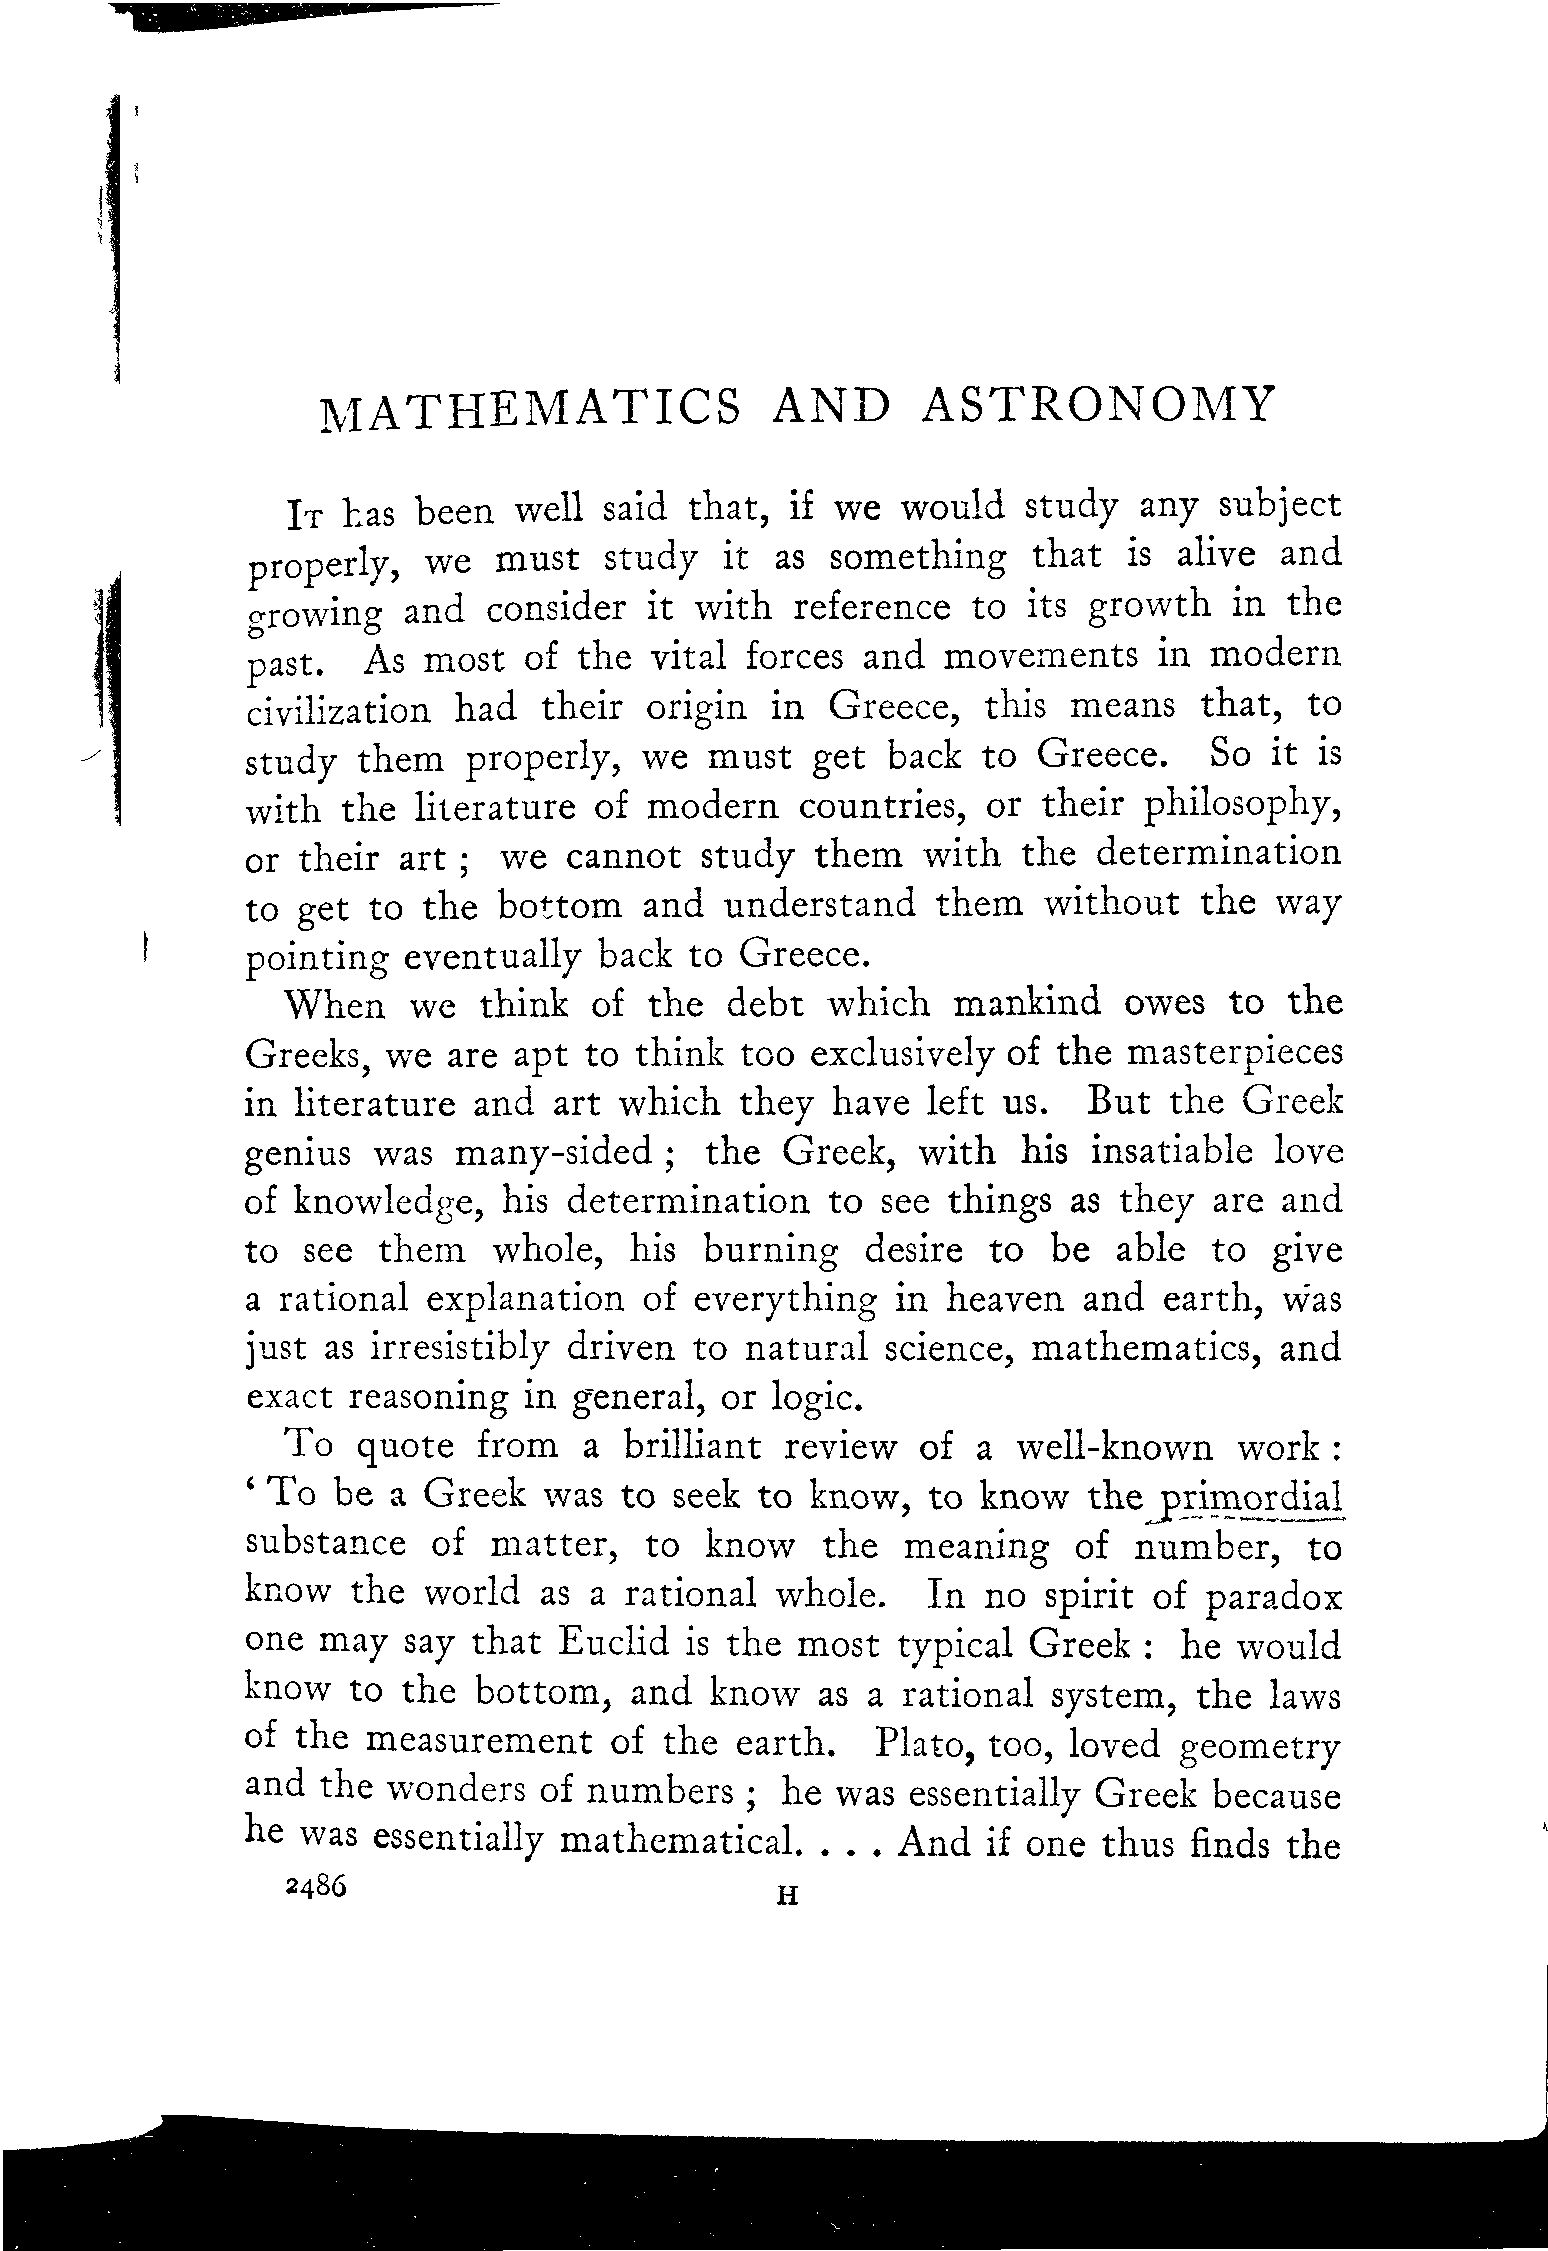 MATHEMATICS AND ASTRONOMY
IT has been well said that, if we would study any subject
properly, we must study it as something that is alive and
growing and consider it with reference to its growth in the
past. As most of the vital forces and movements in modern
civilization had their origin in Greece, this means that, to
study them properly, we must get back to Greece. So it is
with the literature of modern countries, or their philosophy,
or their art ; we cannot study them with the determination
to get to the bottom and understand them without the way
pointing eventually back to Greece.
When we think of the debt which mankind owes to the
Greeks, we are apt to think too exclusively of the masterpieces
in literature and art which they have left us. But the Greek
genius was many-sided ; the Greek, with his insatiable love
of knowledge, his determination to see things as they are and
to see them whole, his burning desire to be able to give
a rational explanation of everything in heaven and earth, was
just as irresistibly driven to natural science, mathematics, and
exact reasoning in general, or logic.
To quote from a brilliant review of a well-known work :
‘ To be a Greek was to seek to know, to know the primordial
substance of matter, to know the meaning of number, to
know the world as a rational whole. In no spirit of paradox
one may say that Euclid is the most typical Greek : he would
know to the bottom, and know as a rational system, the laws
of the measurement of the earth. Plato, too, loved geometry
and the wonders of numbers ; he was essentially Greek because
he was essentially mathematical. . . . And if one thus finds the
2486 H